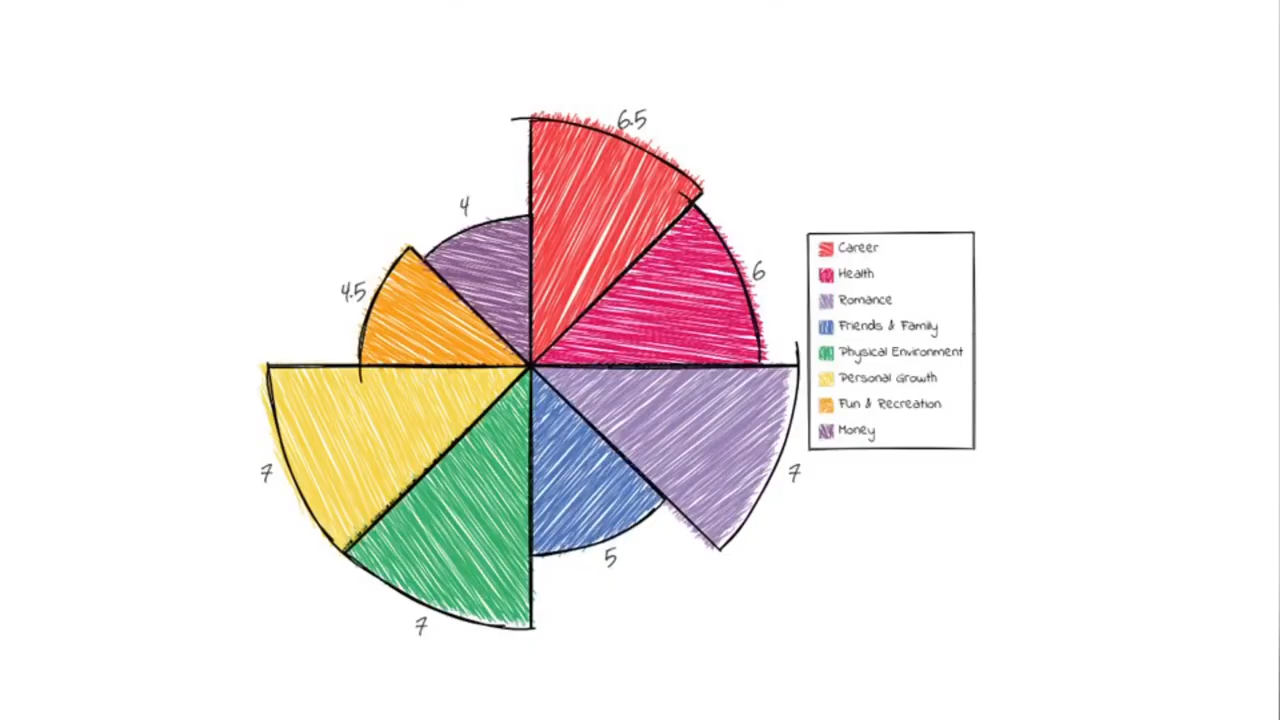 6.5
4
6
4.5
7
7
5
7
Career
Health
Romance
Friends & Family
Physical Environment
Personal Growth
Fun & Recreation
Money